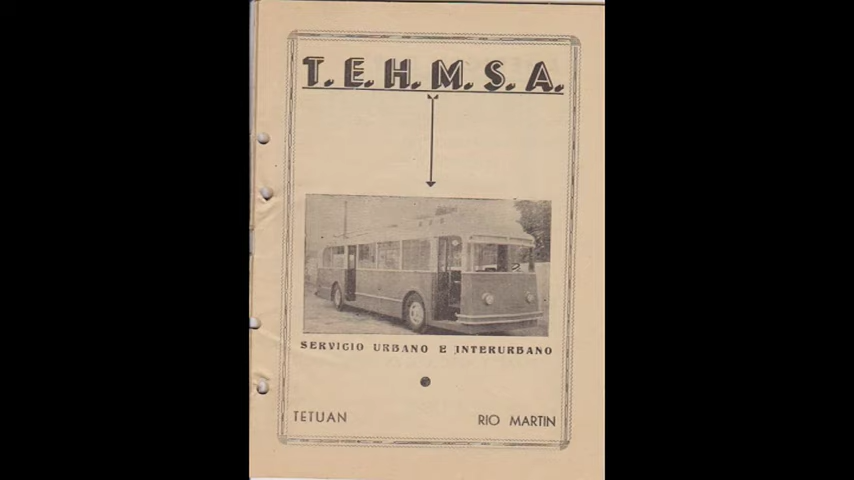 T.E.H.M.S.A.
SERVICIO URBANO E INTERURBANO
TETUAN RIO MARTIN